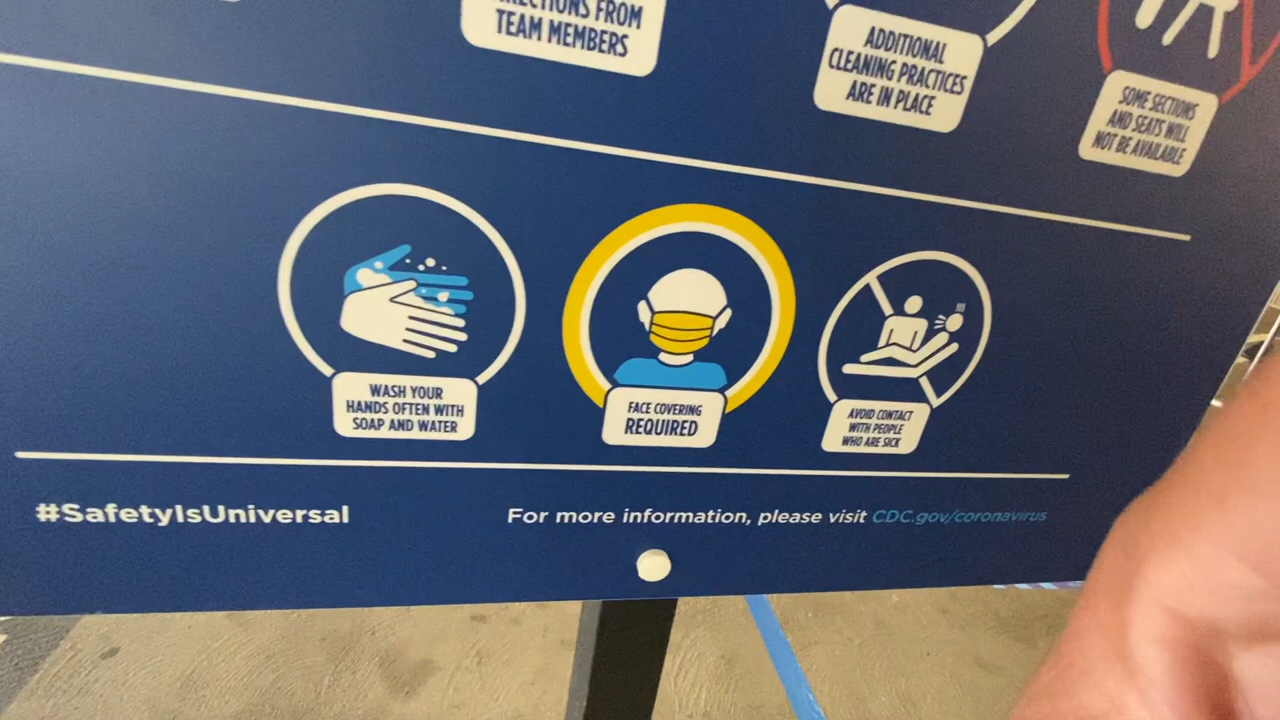 FROM
TEAM MEMBERS
ADDITIONAL
CLEANING PRACTICES
ARE IN PLACE
SOME SECTIONS
AND SEATS WILL
NOT BE AVAILABLE
WASH YOUR
HANDS OFTEN WITH
SOAP AND WATER
FACE COVERING
REQUIRED
AVOID CONTACT
WITH PEOPLE
WHO ARE SICK
#SafetyIsUniversal
For more information, please visit CDC.gov/coronavirus